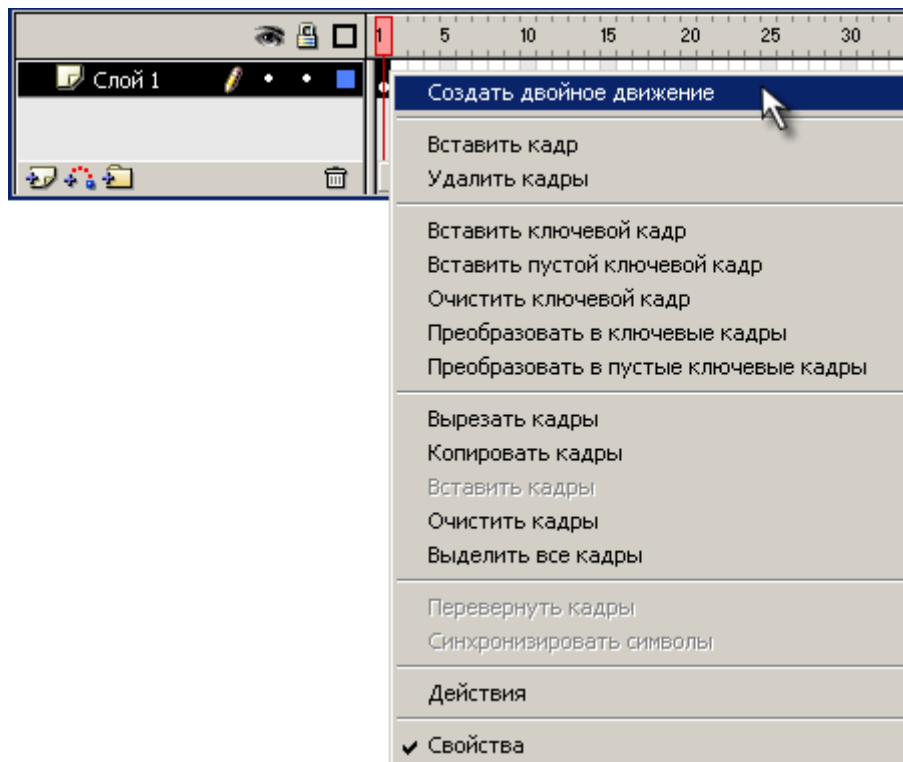 1 5 10 15 20 25 30
Слой 1
Создать двойное движение
Вставить кадр
Удалить кадры
Вставить ключевой кадр
Вставить пустой ключевой кадр
Очистить ключевой кадр
Преобразовать в ключевые кадры
Преобразовать в пустые ключевые кадры
Вырезать кадры
Копировать кадры
Вставить кадры
Очистить кадры
Выделить все кадры
Перевернуть кадры
Синхронизировать символы
Действия
Свойства